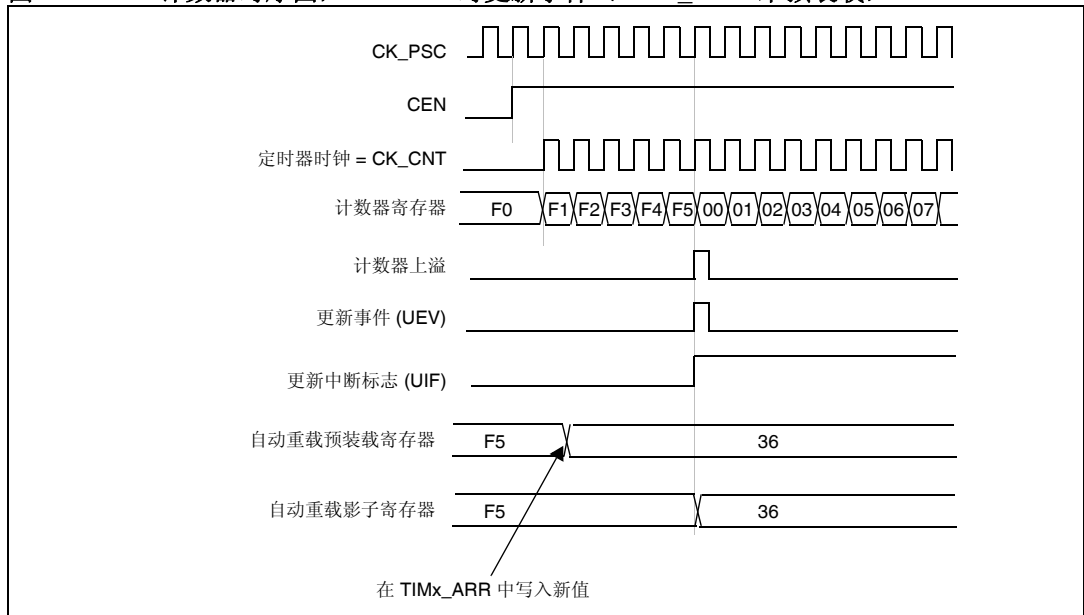 CK_PSC
CEN
定时器时钟 = CK_CNT
计数器寄存器 F0 F1 F2 F3 F4 F5 00 01 02 03 04 05 06 07
计数器上溢
更新事件 (UEV)
更新中断标志 (UIF)
自动重载预装载寄存器 F5 36
自动重载影子寄存器 F5 36
在 TIMx_ARR 中写入新值